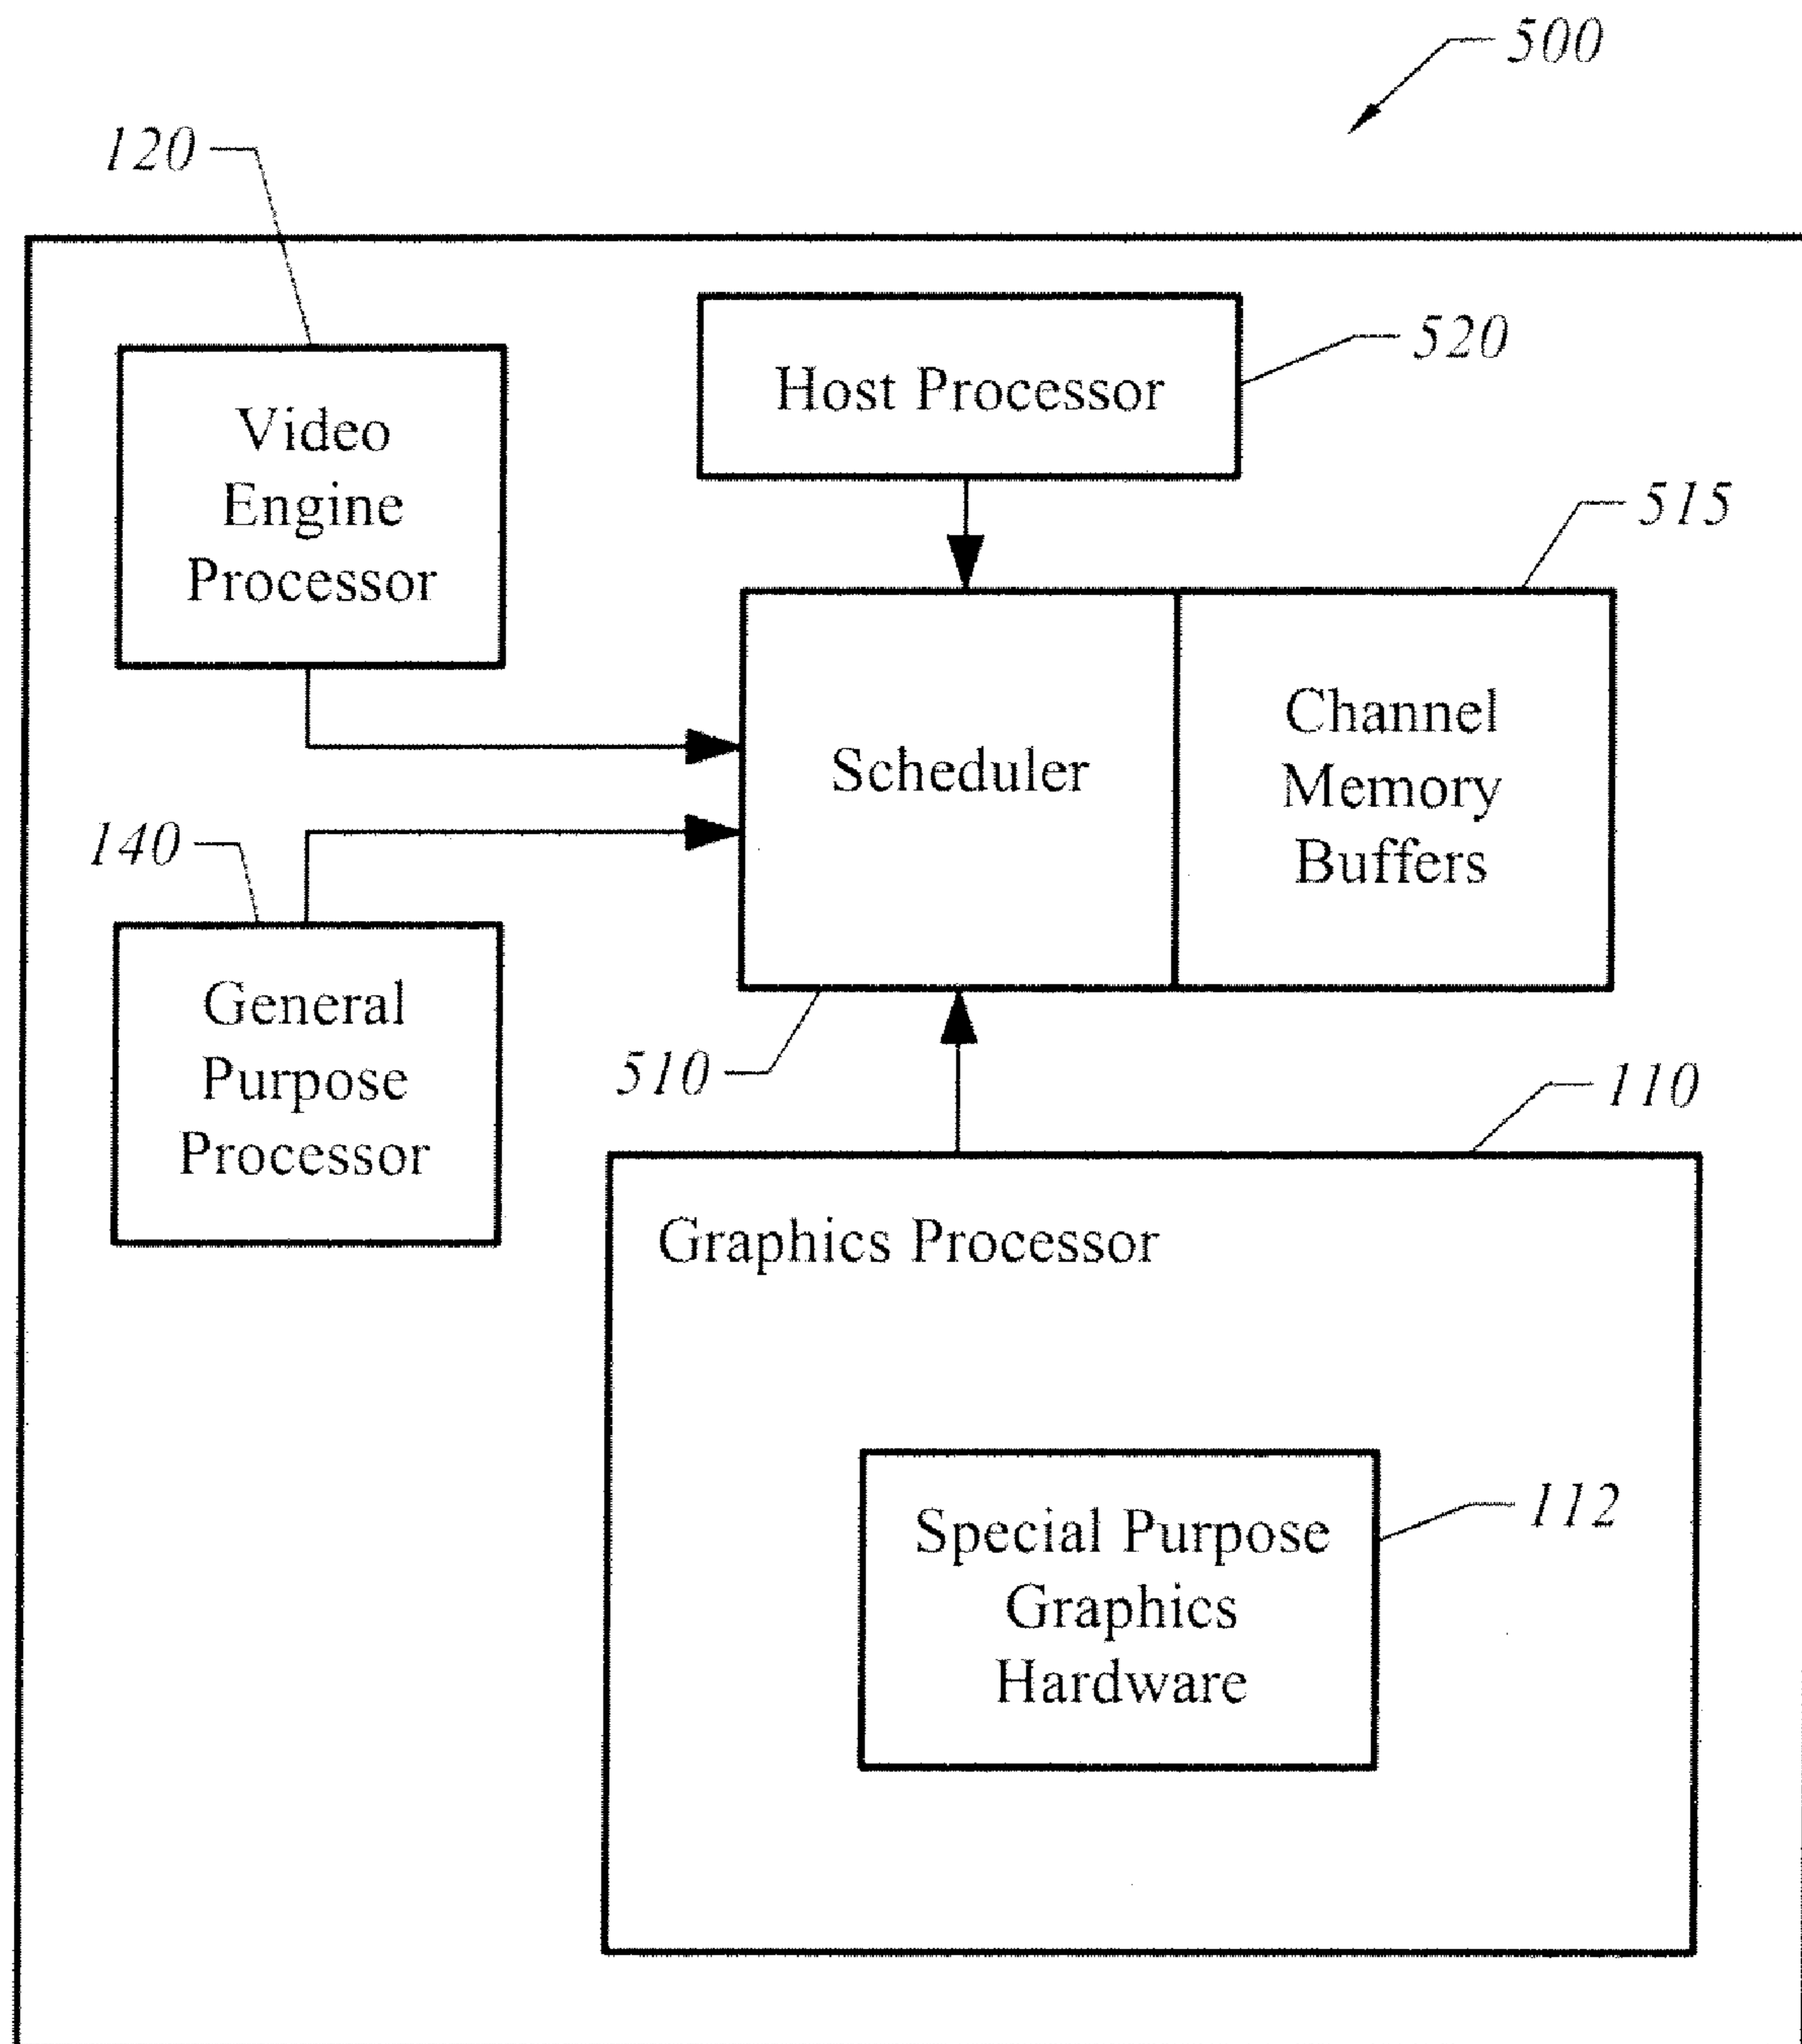 500
120
Host Processor
520
Video
Engine
Processor
515
Scheduler
Channel
Memory
Buffers
140
General
Purpose
Processor
510
110
Graphics Processor
Special Purpose
Graphics
Hardware
112